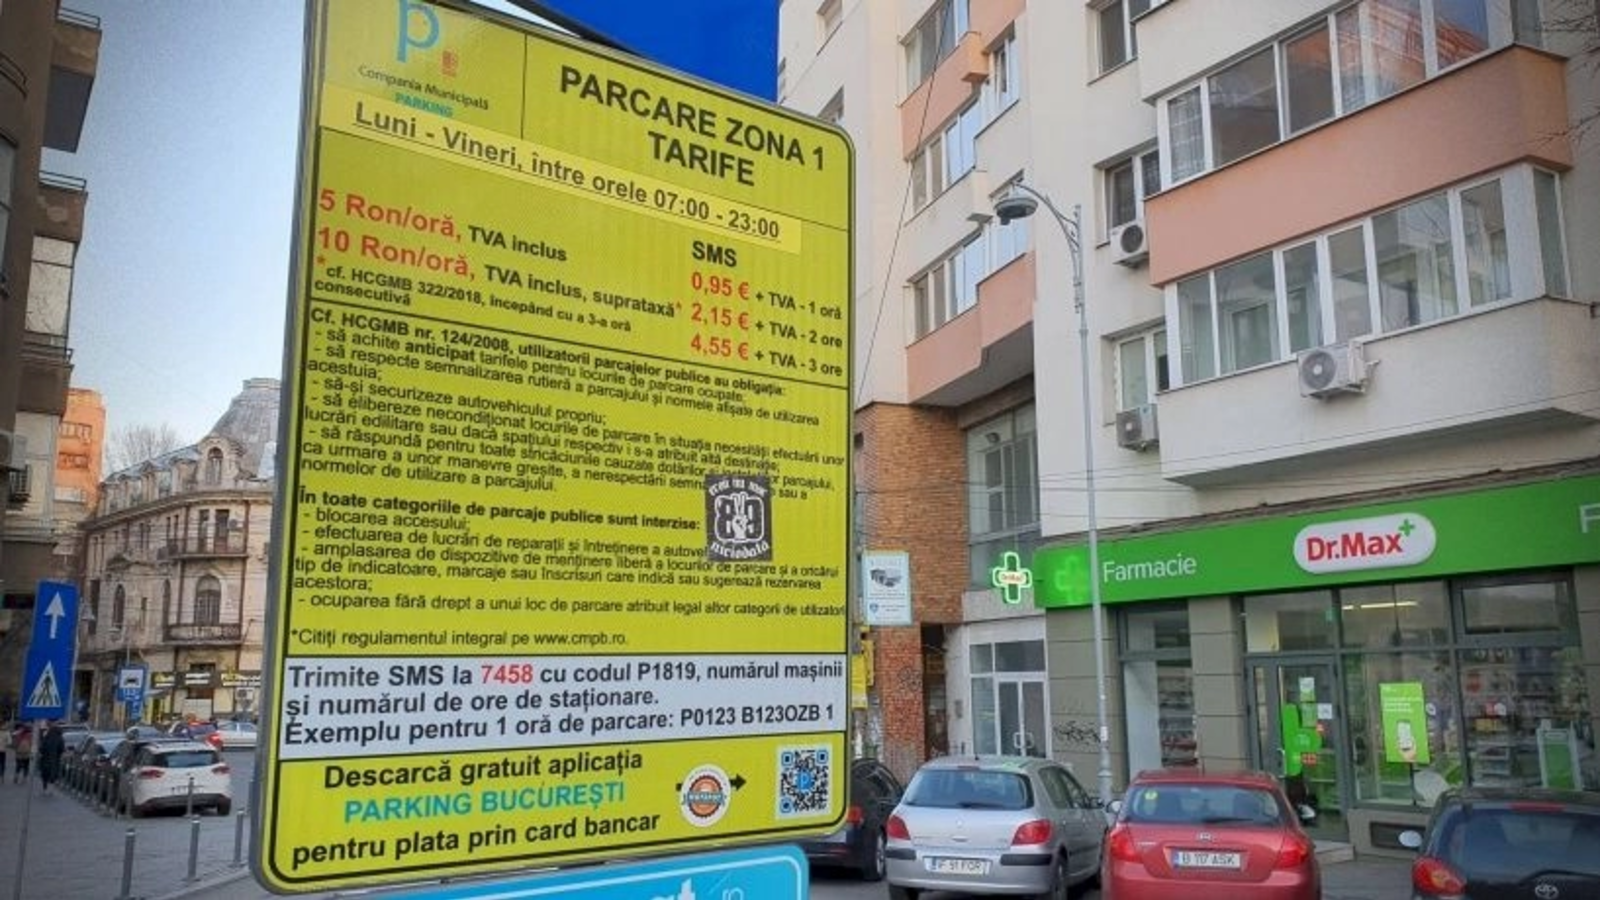 p
Compania Municipală
PARKING
PARCARE ZONA 1
TARIFE
Luni - Vineri, între orele 07:00 - 23:00
5 Ron/oră, TVA inclus
10 Ron/oră, TVA inclus, suprataxă*
*cf. HCGMB 322/2018, începând cu a 3-a oră
consecutivă
SMS
0,95 € + TVA - 1 oră
2,15 € + TVA - 2 ore
4,55 € + TVA - 3 ore
Cf. HCGMB nr. 124/2008, utilizatorii parcajelor publice au obligația:
- să achite anticipat tarifele pentru locurile de parcare ocupate;
- să respecte semnalizarea rutieră a parcajului și normele afișate de utilizare
acestuia;
- să-și securizeze autovehiculul propriu;
- să elibereze necondiționat locurile de parcare în situația necesității efectuării unor
lucrări edilitare sau dacă spațiului respectiv i s-a atribuit altă destinație;
- să răspundă pentru toate stricăciunile cauzate dotărilor și parcajului,
ca urmare a unor manevre greșite, a nerespectării sau a
normelor de utilizare a parcajului.
În toate categoriile de parcaje publice sunt interzise:
- blocarea accesului;
- efectuarea de lucrări de reparații și întreținere a
- amplasarea de dispozitive de menținere liberă a locurilor de parcare și a oricărui
tip de indicatoare, marcaje sau înscrisuri care indică sau sugerează rezervarea
acestora;
- ocuparea fără drept a unui loc de parcare atribuit legal altor categorii de utilizatori
89
niciodată
*Citiți regulamentul integral pe www.cmpb.ro.
Trimite SMS la 7458 cu codul P1819, numărul mașinii
și numărul de ore de staționare.
Exemplu pentru 1 oră de parcare: P0123 B123OZB 1
Descarcă gratuit aplicația
PARKING BUCUREȘTI
pentru plata prin card bancar
Farmacie
Dr.Max+
F
B 117 ASK